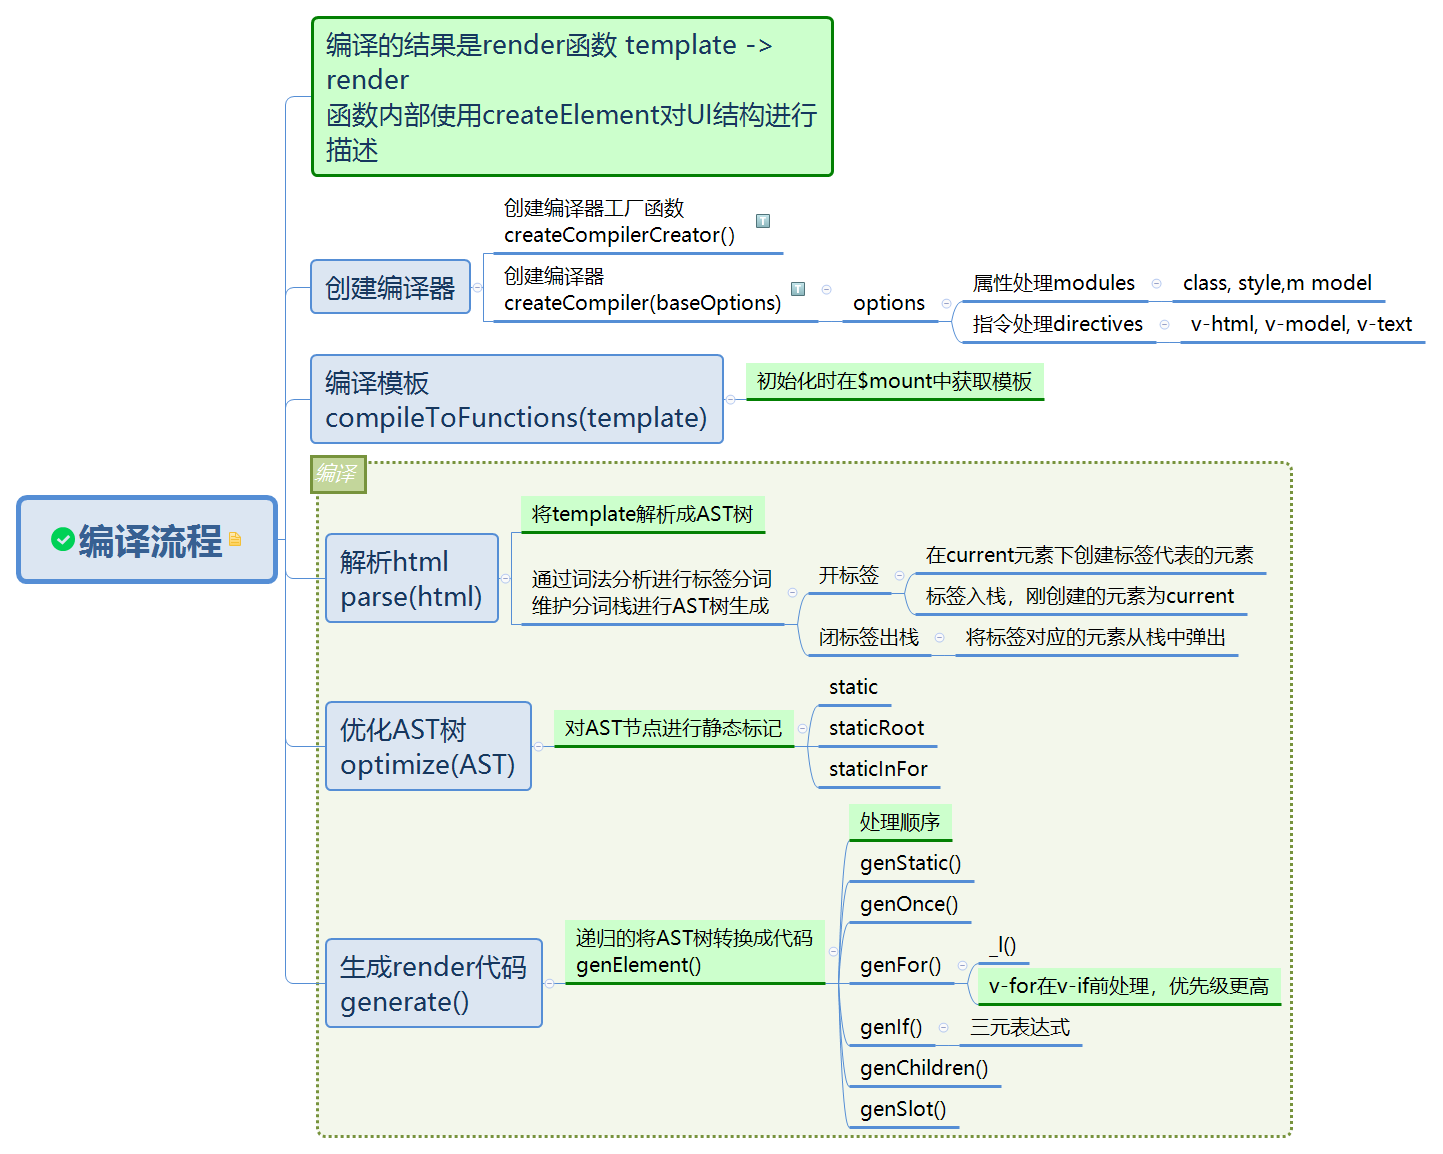 编译流程
编译的结果是render函数 template ->
render
函数内部使用createElement对UI结构进行
描述
创建编译器
创建编译器工厂函数
createCompilerCreator()
T
创建编译器
createCompiler(baseOptions)
T
options
属性处理modules
class, style,m model
指令处理directives
v-html, v-model, v-text
编译模板
compileToFunctions(template)
初始化时在$mount中获取模板
编译
解析html
parse(html)
将template解析成AST树
通过词法分析进行标签分词
维护分词栈进行AST树生成
开标签
在current元素下创建标签代表的元素
标签入栈，刚创建的元素为current
闭标签出栈
将标签对应的元素从栈中弹出
优化AST树
optimize(AST)
对AST节点进行静态标记
static
staticRoot
staticInFor
生成render代码
generate()
递归的将AST树转换成代码
genElement()
处理顺序
genStatic()
genOnce()
genFor()
_l()
v-for在v-if前处理，优先级更高
genIf()
三元表达式
genChildren()
genSlot()